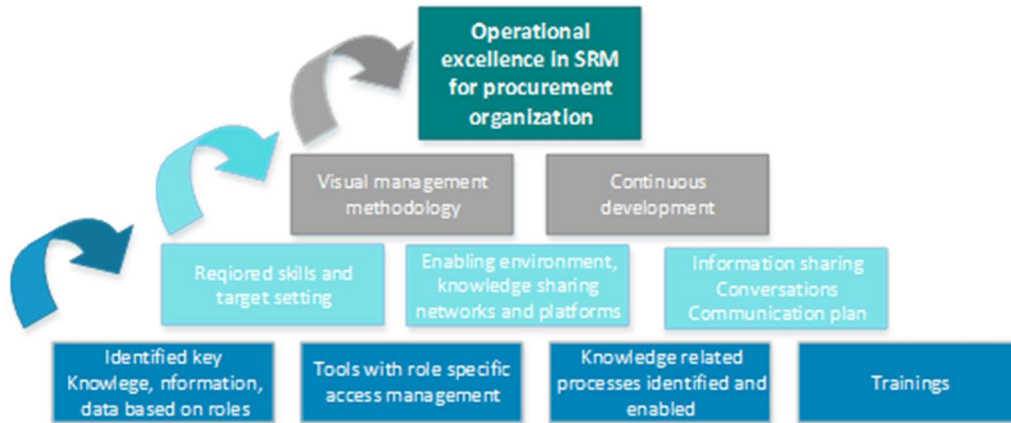 Operational
excellence in SRM
for procurement
organization
Visual management
methodology
Continuous
development
Reqiored skills and
target setting
Enabling environment,
knowledge sharing
networks and platforms
Information sharing
Conversations
Communication plan
Identified key
Knowlege, nformation,
data based on roles
Tools with role specific
access management
Knowledge related
processes identified and
enabled
Trainings